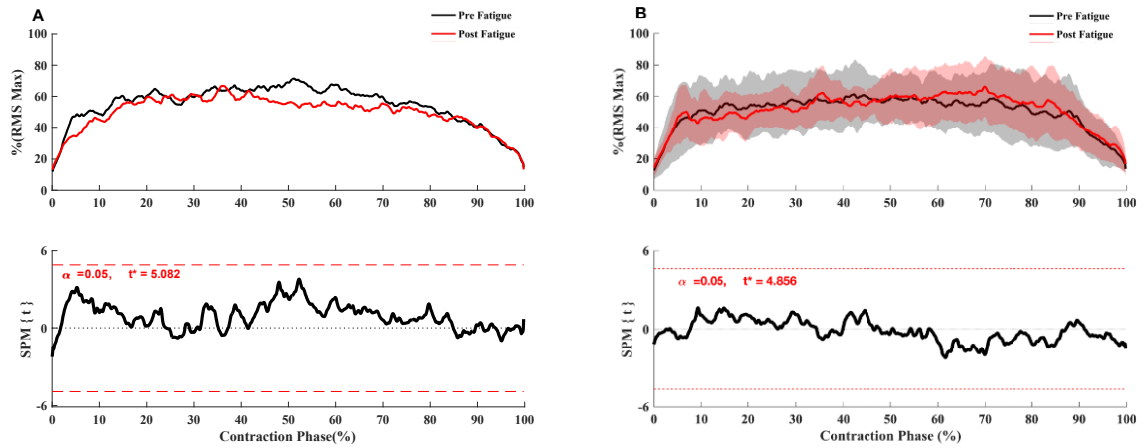 A
Pre Fatigue
Post Fatigue
%(RMS Max)
100
80
60
40
20
0
0 10 20 30 40 50 60 70 80 90 100
SPM { t }
6
0
-6
α =0.05, t* = 5.082
0 10 20 30 40 50 60 70 80 90 100
Contraction Phase(%)
B
Pre Fatigue
Post Fatigue
%(RMS Max)
100
80
60
40
20
0
0 10 20 30 40 50 60 70 80 90 100
SPM { t }
6
0
-6
α =0.05, t* = 4.856
0 10 20 30 40 50 60 70 80 90 100
Contraction Phase (%)